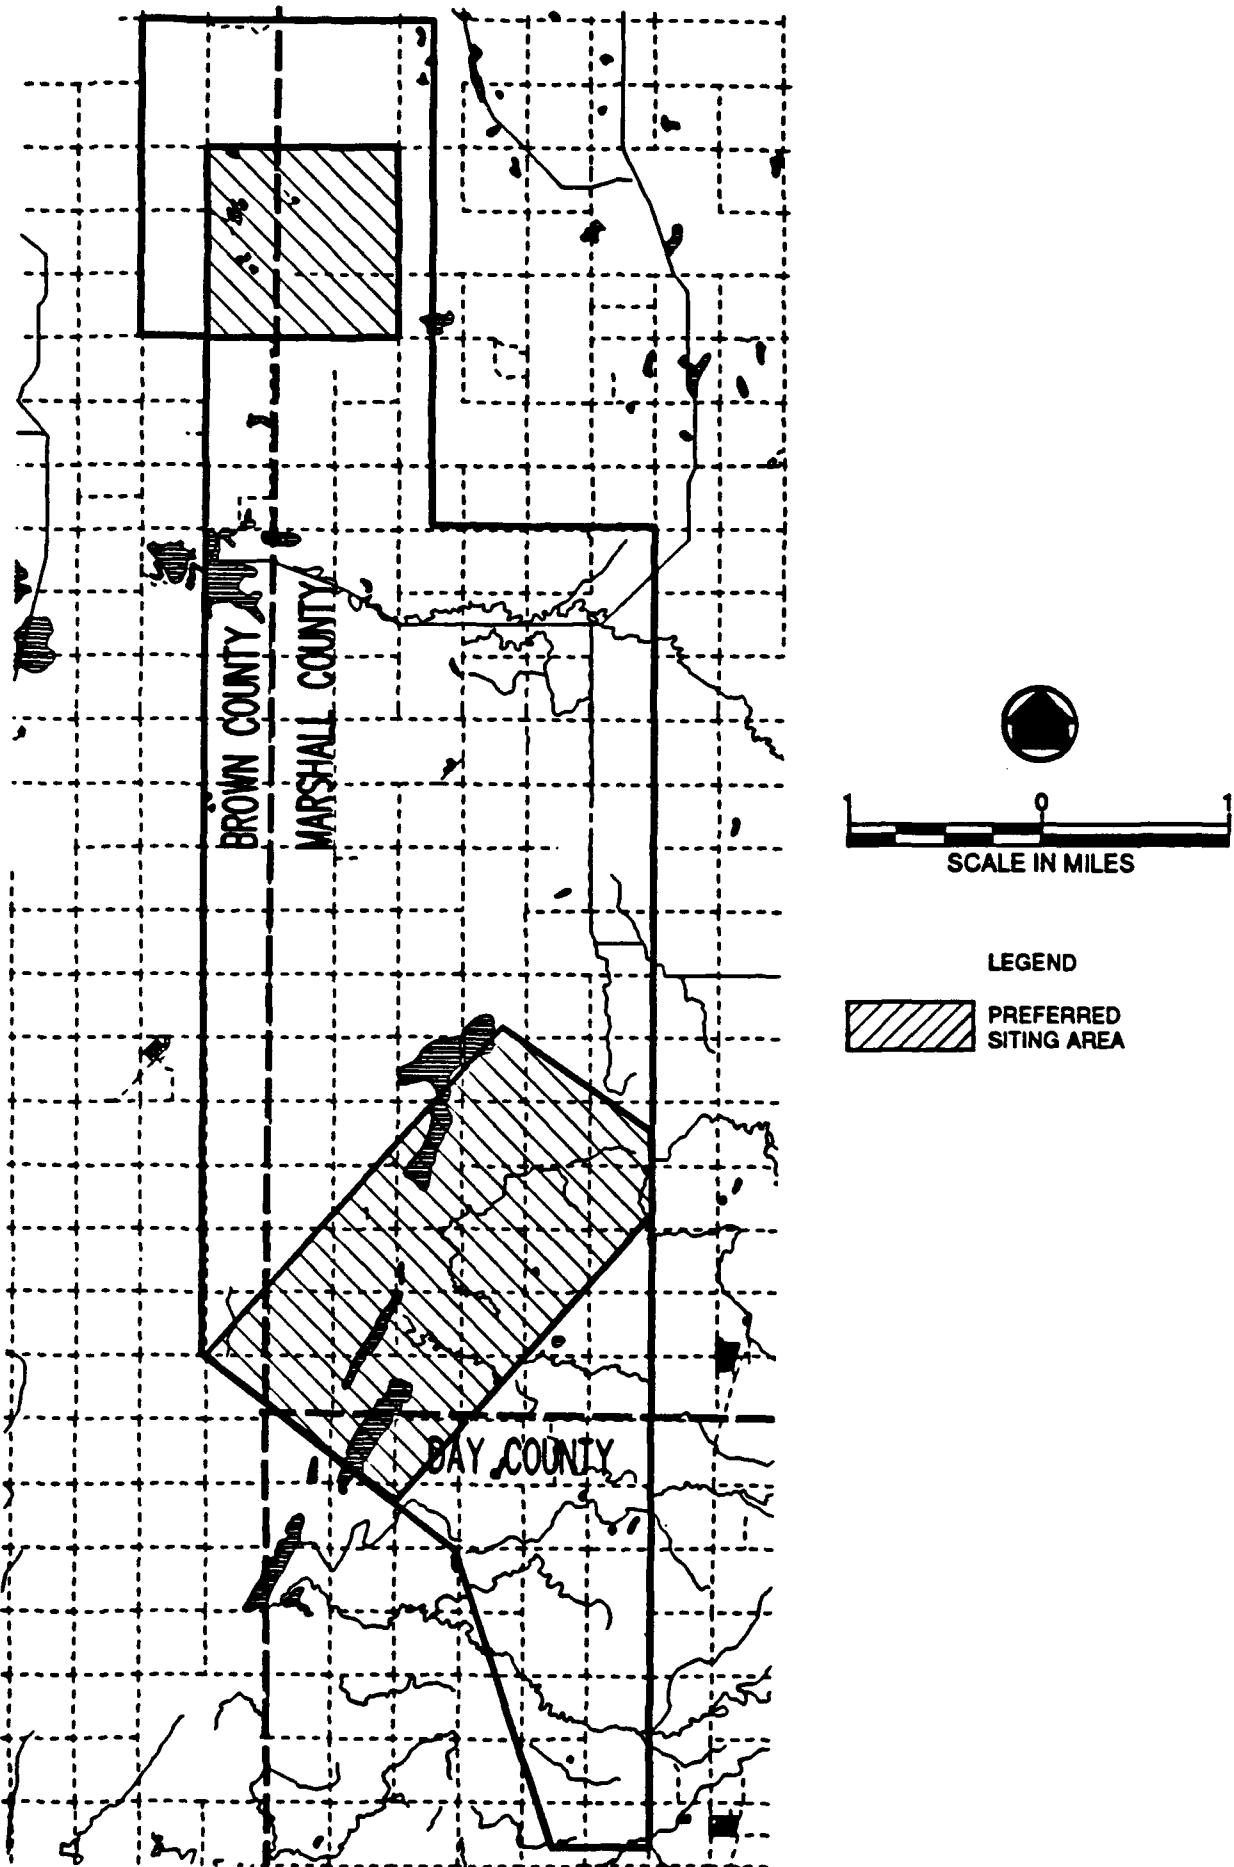 BROWN COUNTY
MARSHALL COUNTY
1 0 1
SCALE IN MILES
LEGEND
PREFERRED
SITING AREA
DAY COUNTY